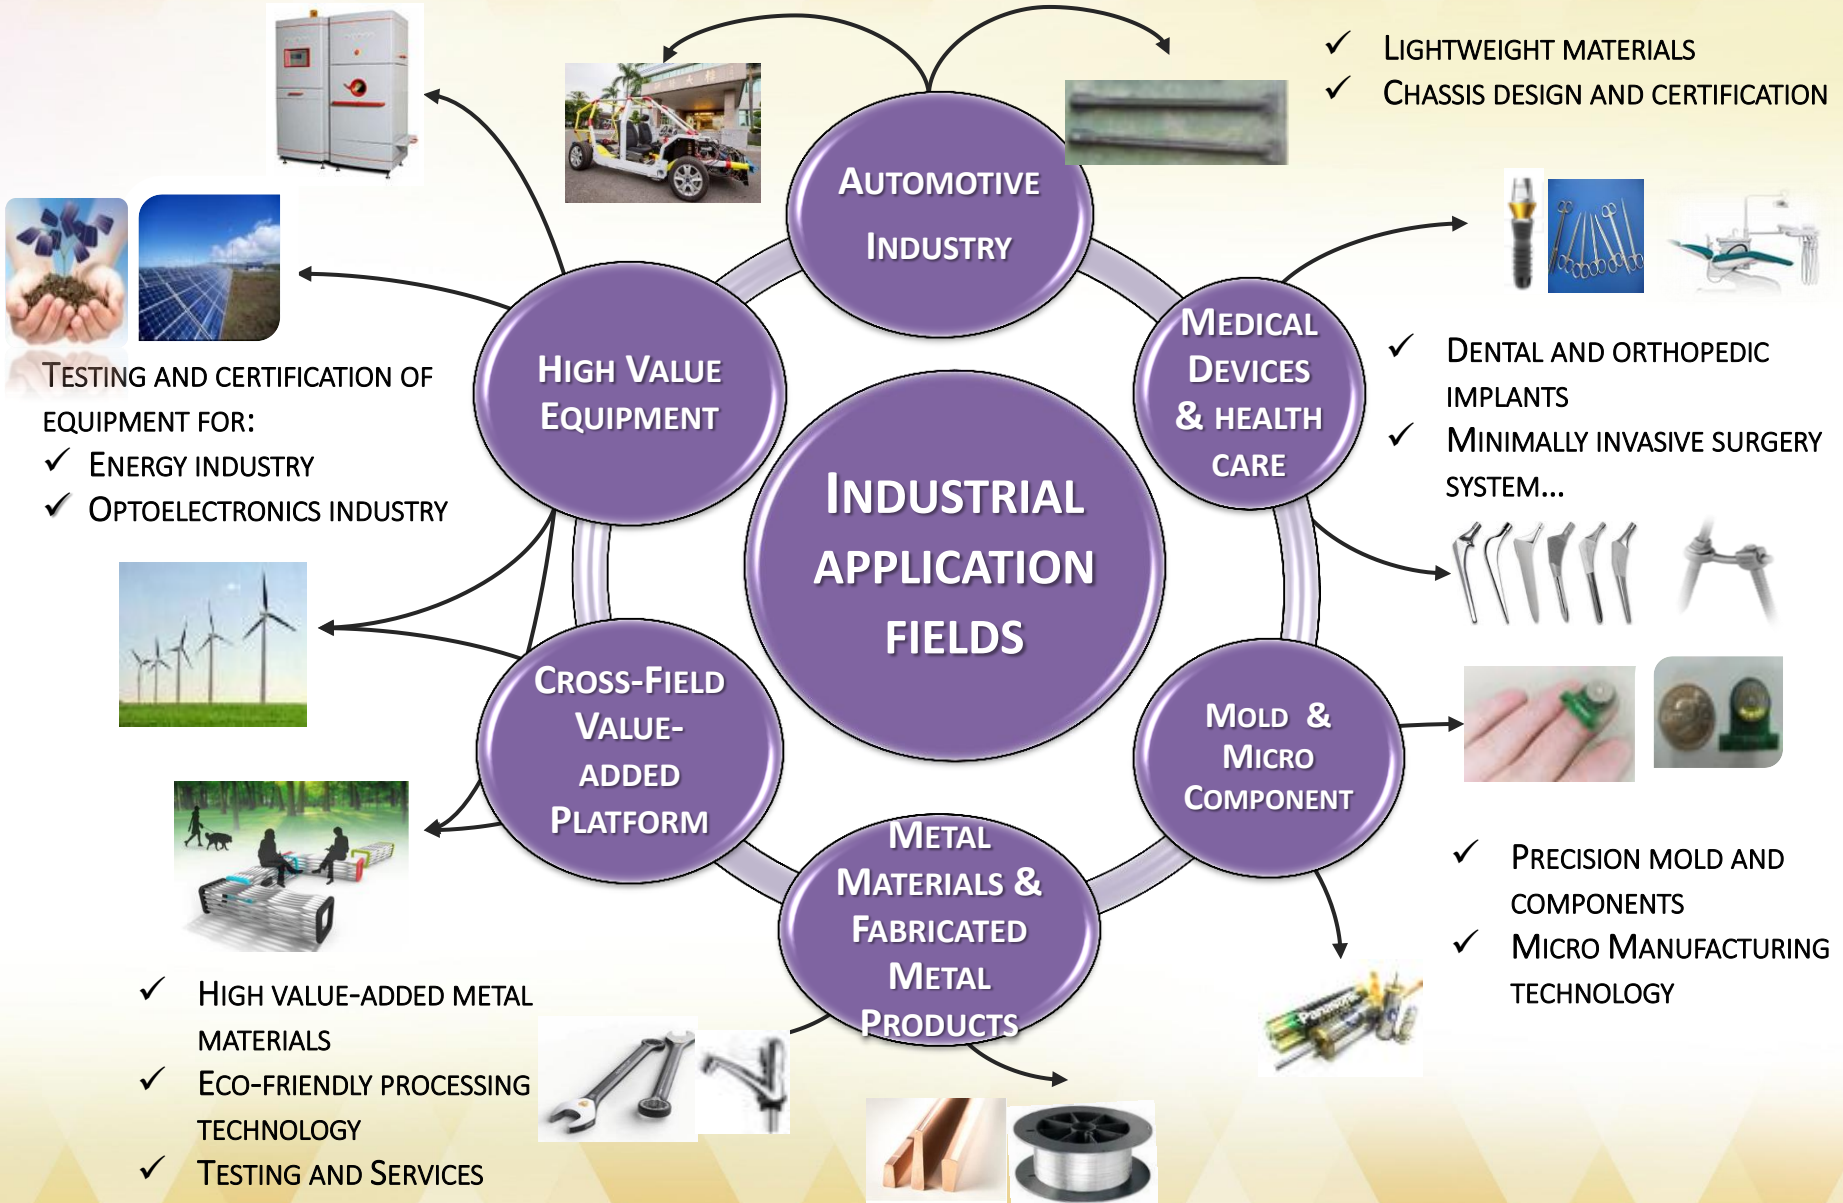 LIGHTWEIGHT MATERIALS
CHASSIS DESIGN AND CERTIFICATION
AUTOMOTIVE
INDUSTRY
MEDICAL
DEVICES
& HEALTH
CARE
DENTAL AND ORTHOPEDIC
IMPLANTS
MINIMALLY INVASIVE SURGERY
SYSTEM...
HIGH VALUE
EQUIPMENT
TESTING AND CERTIFICATION OF
EQUIPMENT FOR:
ENERGY INDUSTRY
OPTOELECTRONICS INDUSTRY
INDUSTRIAL
APPLICATION
FIELDS
CROSS-FIELD
VALUE-
ADDED
PLATFORM
MOLD & 
MICRO
COMPONENT
PRECISION MOLD AND
COMPONENTS
MICRO MANUFACTURING
TECHNOLOGY
Panasonic
METAL
MATERIALS &
FABRICATED
METAL
PRODUCTS
HIGH VALUE-ADDED METAL
MATERIALS
ECO-FRIENDLY PROCESSING
TECHNOLOGY
TESTING AND SERVICES